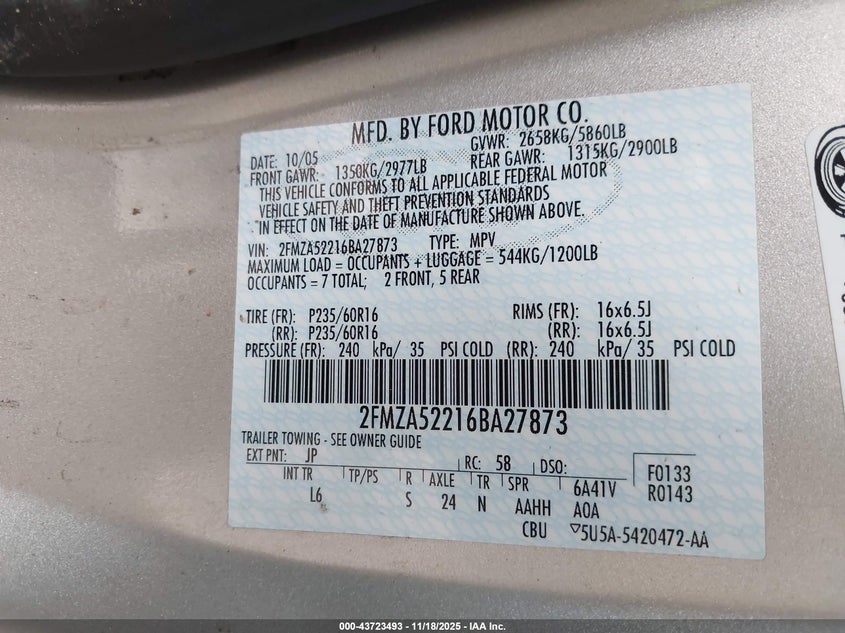 MFD. BY FORD MOTOR CO.
DATE: 10/05 GVWR: 2658KG/5860LB
FRONT GAWR: 1350KG/2977LB REAR GAWR: 1315KG/2900LB
THIS VEHICLE CONFORMS TO ALL APPLICABLE FEDERAL MOTOR
VEHICLE SAFETY AND THEFT PREVENTION STANDARDS
IN EFFECT ON THE DATE OF MANUFACTURE SHOWN ABOVE.
VIN: 2FMZA52216BA27873 TYPE: MPV
MAXIMUM LOAD = OCCUPANTS + LUGGAGE = 544KG/1200LB
OCCUPANTS = 7 TOTAL; 2 FRONT, 5 REAR
TIRE (FR): P235/60R16 RIMS (FR): 16x6.5J
(RR): P235/60R16 (RR): 16x6.5J
PRESSURE (FR): 240 kPa/ 35 PSI COLD (RR): 240 kPa/ 35 PSI COLD
2FMZA52216BA27873
TRAILER TOWING - SEE OWNER GUIDE
EXT PNT: JP RC: 58 DSO: F0133
INT TR TP/PS R AXLE TR SPR 6A41V R0143
L6 S 24 N AAHH AOA
CBU ▽5U5A-5420472-AA
000-43723493 - 11/18/2025 - IAA Inc.